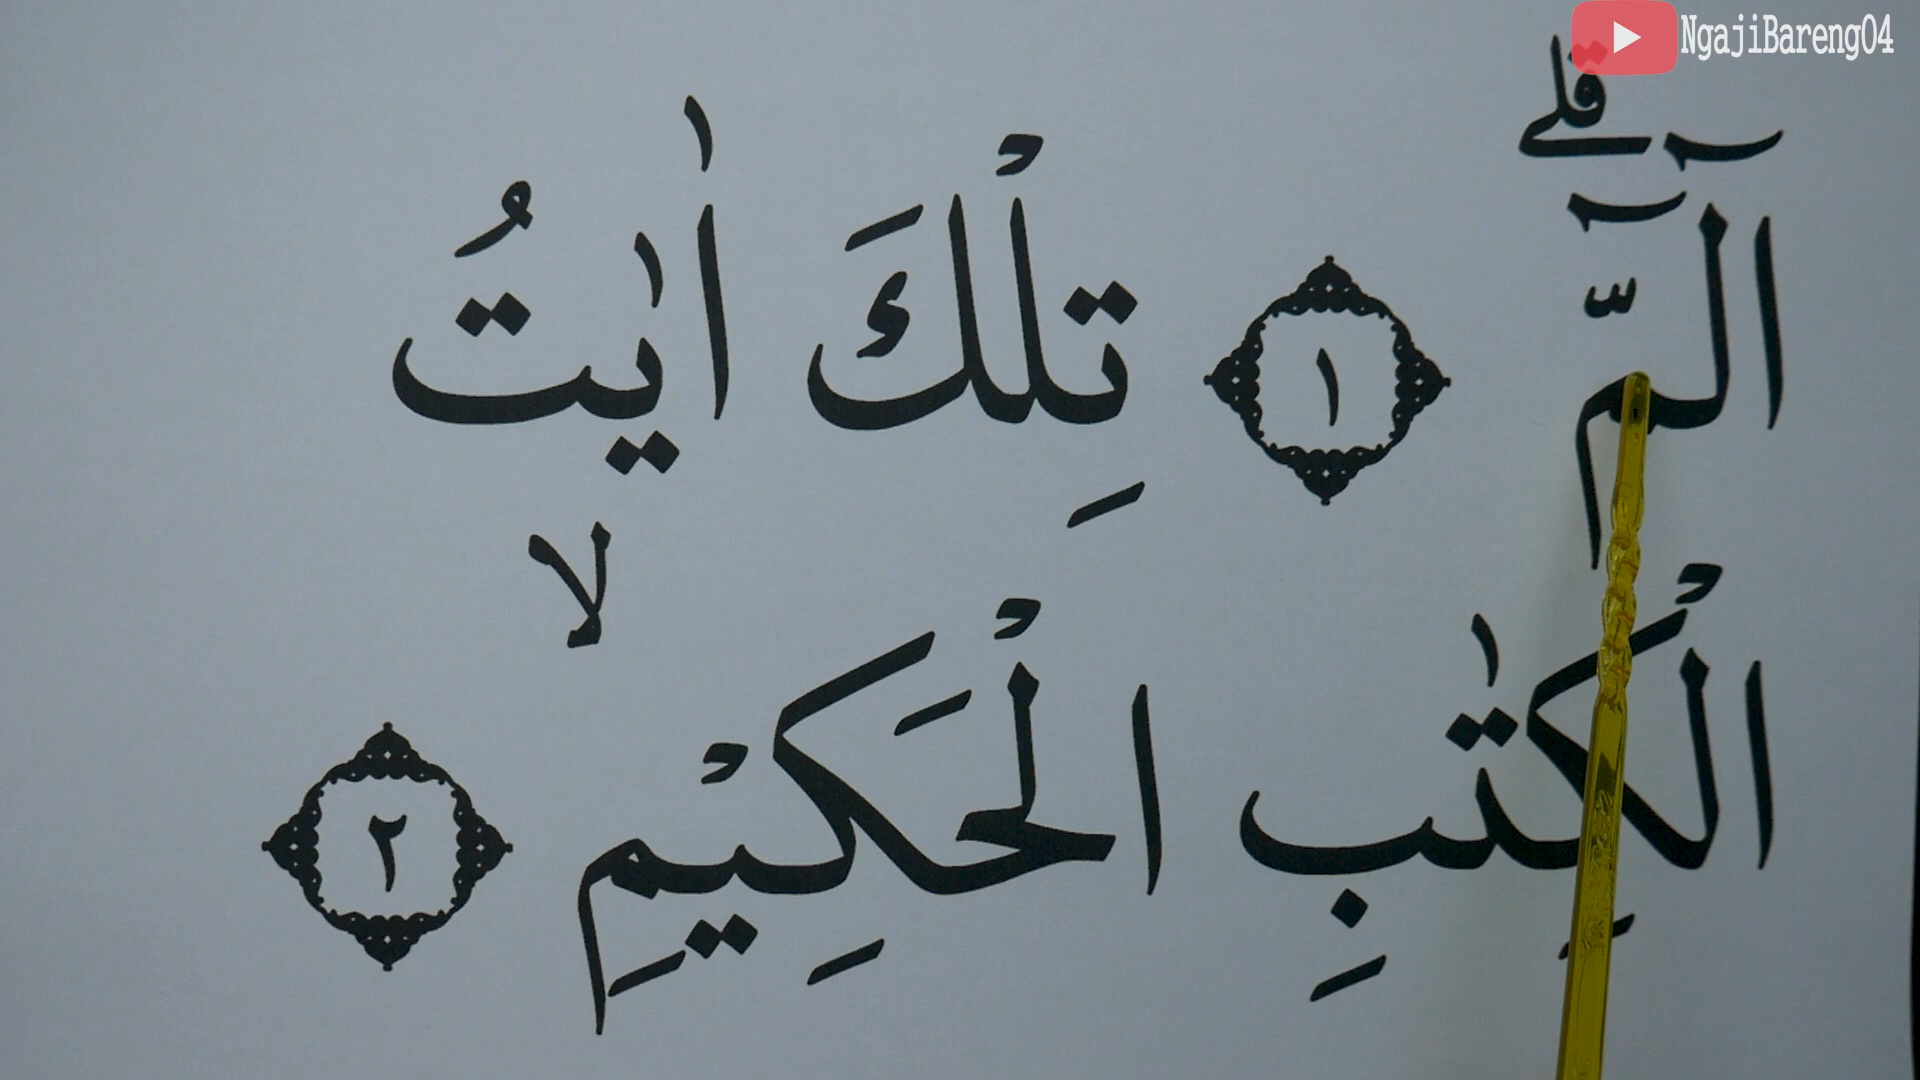 NgajiBareng04
الۤمّۤ ۗ ١ تِلْكَ اٰيٰتُ
الْكِتٰبِ الْحَكِيْمِ ۙ ٢